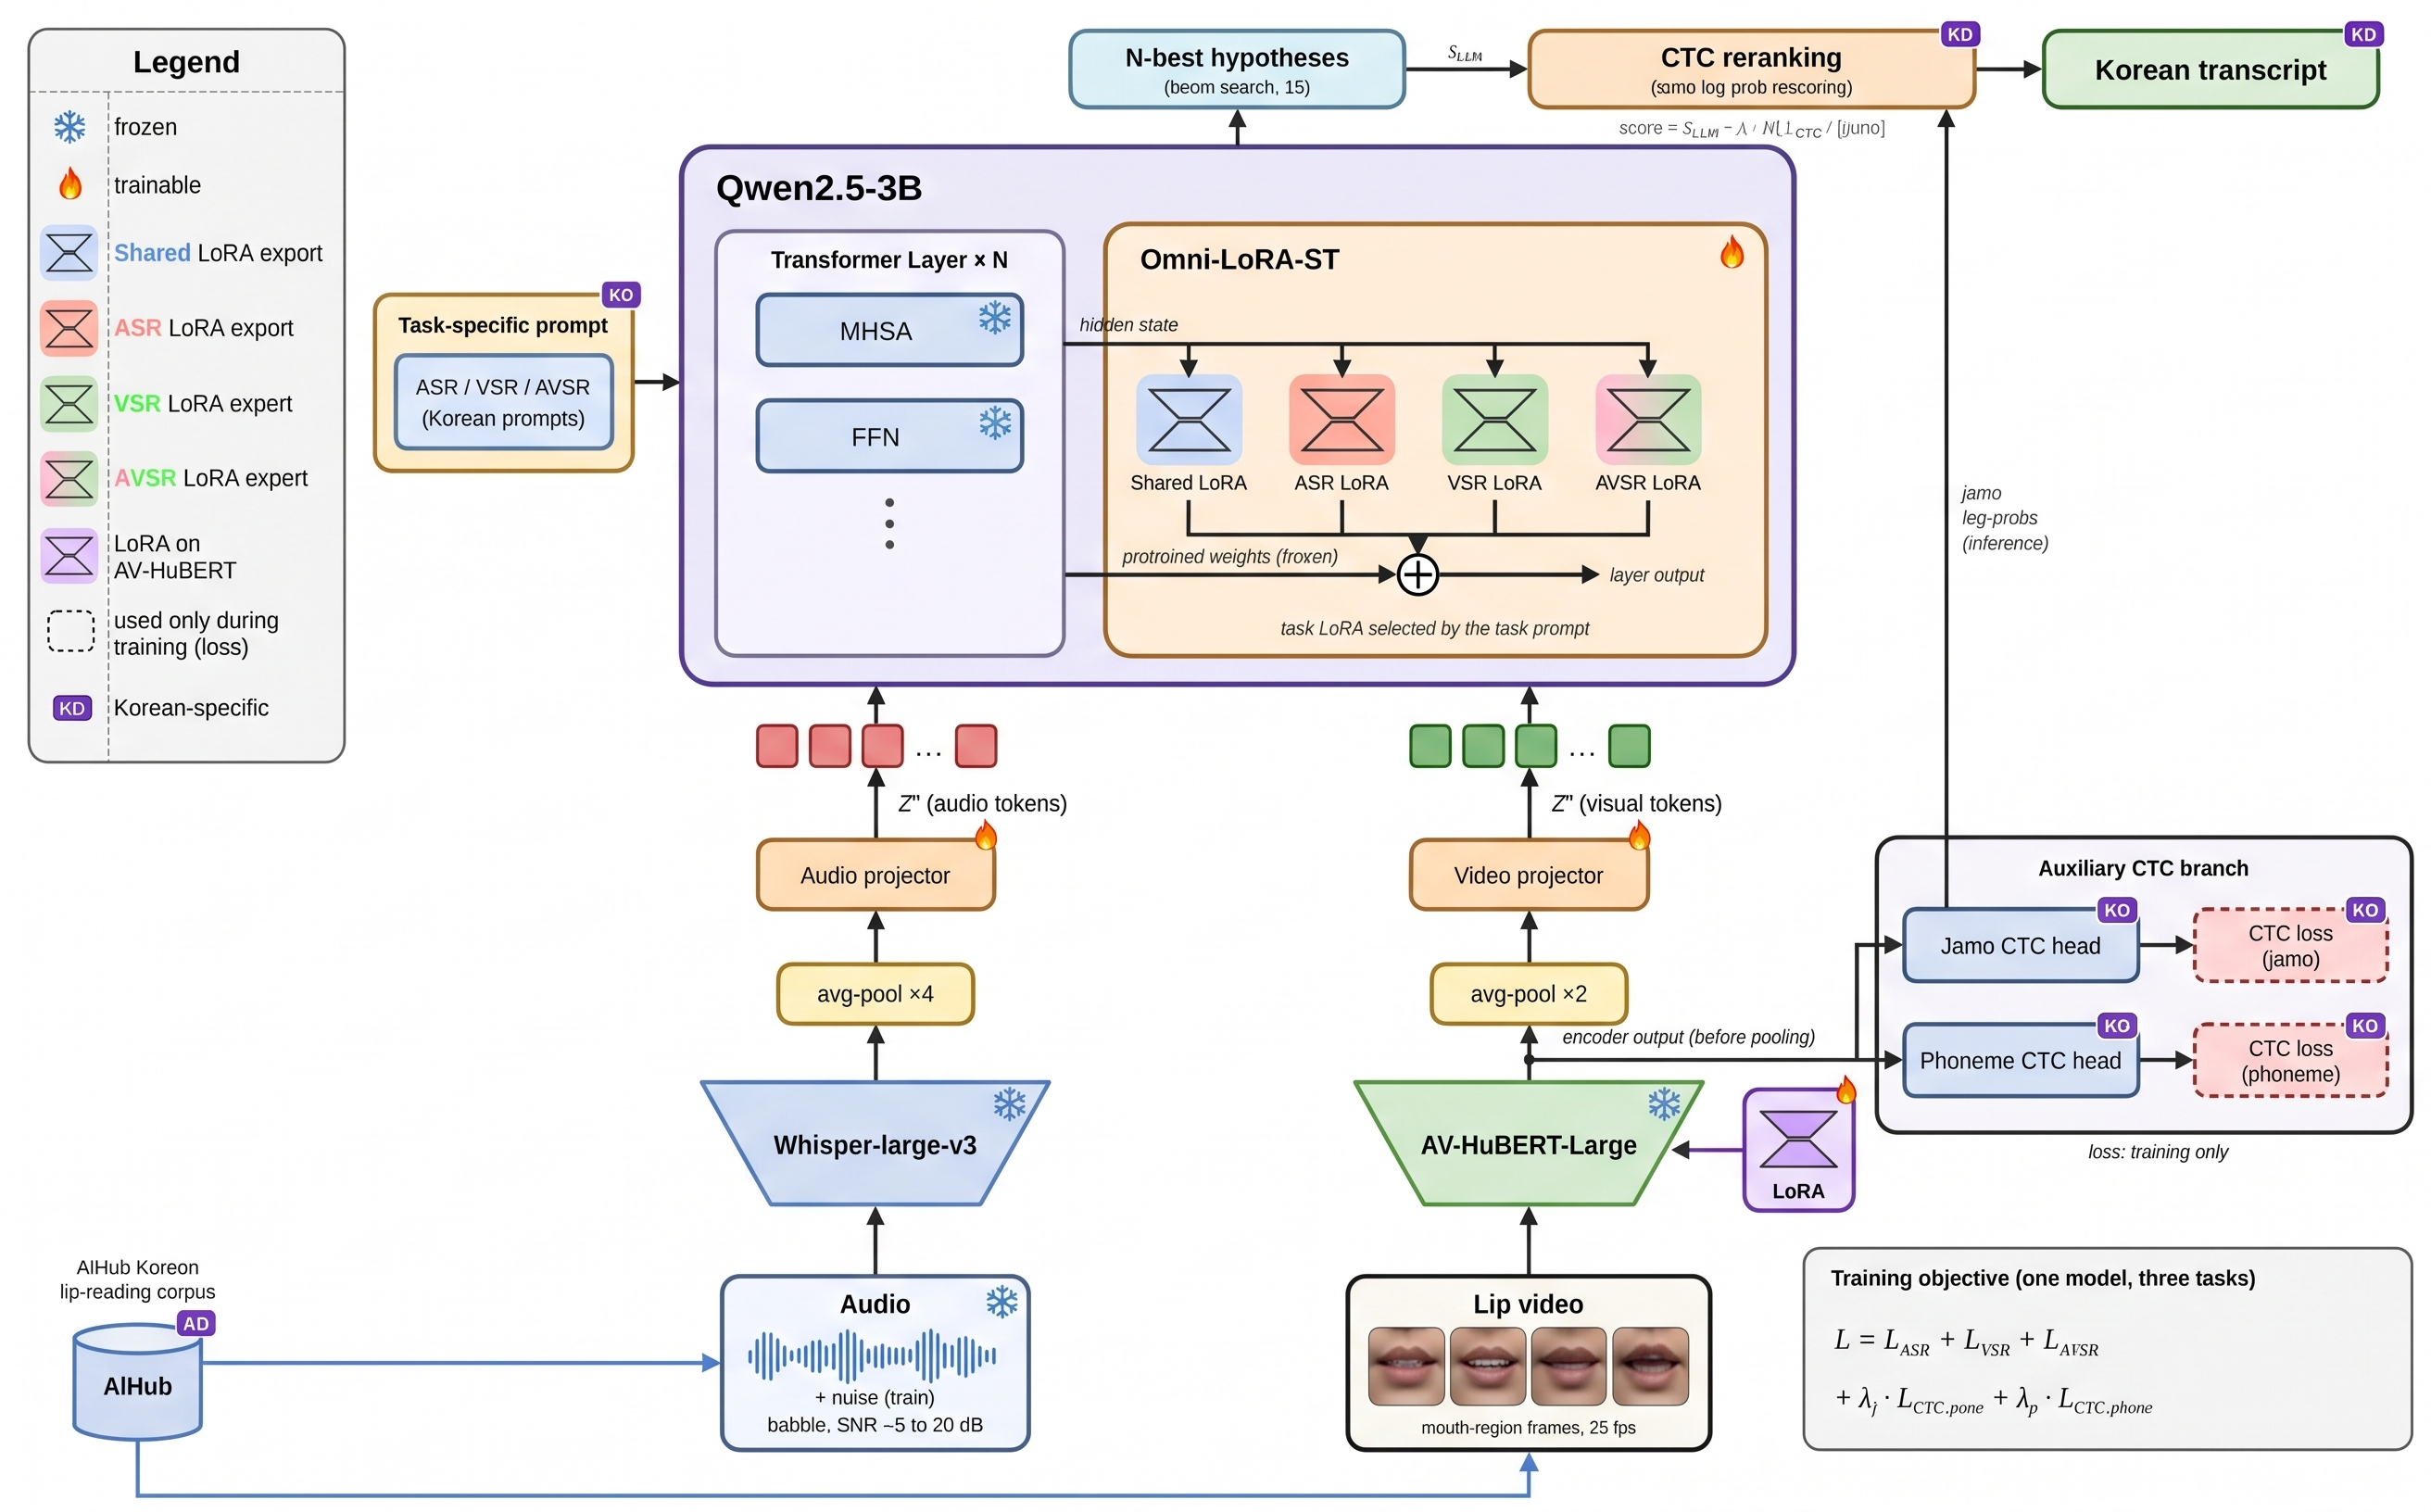 Legend
frozen
trainable
Shared LoRA export
ASR LoRA export
VSR LoRA expert
AVSR LoRA expert
LoRA on
AV-HuBERT
used only during
training (loss)
KD
Korean-specific
N-best hypotheses
(beom search, 15)
KD
CTC reranking
(samo log prob rescoring)
KD
Korean transcript
KO
Task-specific prompt
ASR / VSR / AVSR
(Korean prompts)
Qwen2.5-3B
Transformer Layer × N
MHSA
FFN
Omni-LoRA-ST
hidden state
Shared LoRA
ASR LoRA
VSR LoRA
AVSR LoRA
protroined weights (froxen)
layer output
task LoRA selected by the task prompt
jamo
leg-probs
(inference)
...
Z" (audio tokens)
Audio projector
avg-pool ×4
Whisper-large-v3
...
Z" (visual tokens)
Video projector
avg-pool ×2
encoder output (before pooling)
AV-HuBERT-Large
LoRA
Auxiliary CTC branch
KO
Jamo CTC head
KO
CTC loss
(jamo)
KO
Phoneme CTC head
KO
CTC loss
(phoneme)
loss: training only
AIHub Korean
lip-reading corpus
AD
AIHub
Audio
+ nuise (train)
babble, SNR ~5 to 20 dB
Lip video
mouth-region frames, 25 fps
Training objective (one model, three tasks)
L = L_ASR + L_VSR + L_AVSR
+ λ_j · L_CTC.pone + λ_p · L_CTC.phone